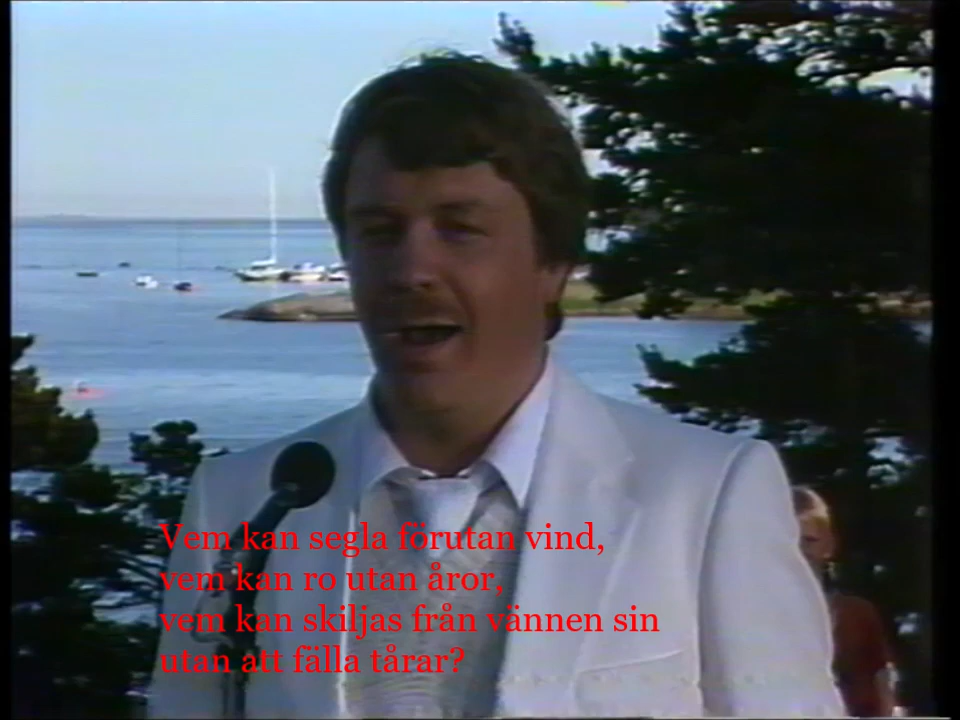 Vem kan segla förutan vind,
vem kan ro utan åror,
vem kan skiljas från vännen sin
utan att fälla tårar?